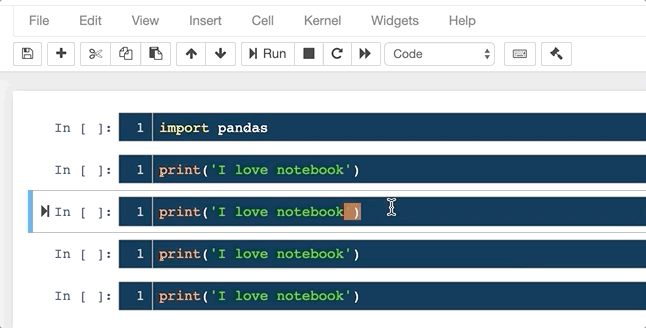 File Edit View Insert Cell Kernel Widgets Help
Run Code
In [ ]: 1 import pandas
In [ ]: 1 print('I love notebook')
In [ ]: 1 print('I love notebook')
In [ ]: 1 print('I love notebook')
In [ ]: 1 print('I love notebook')